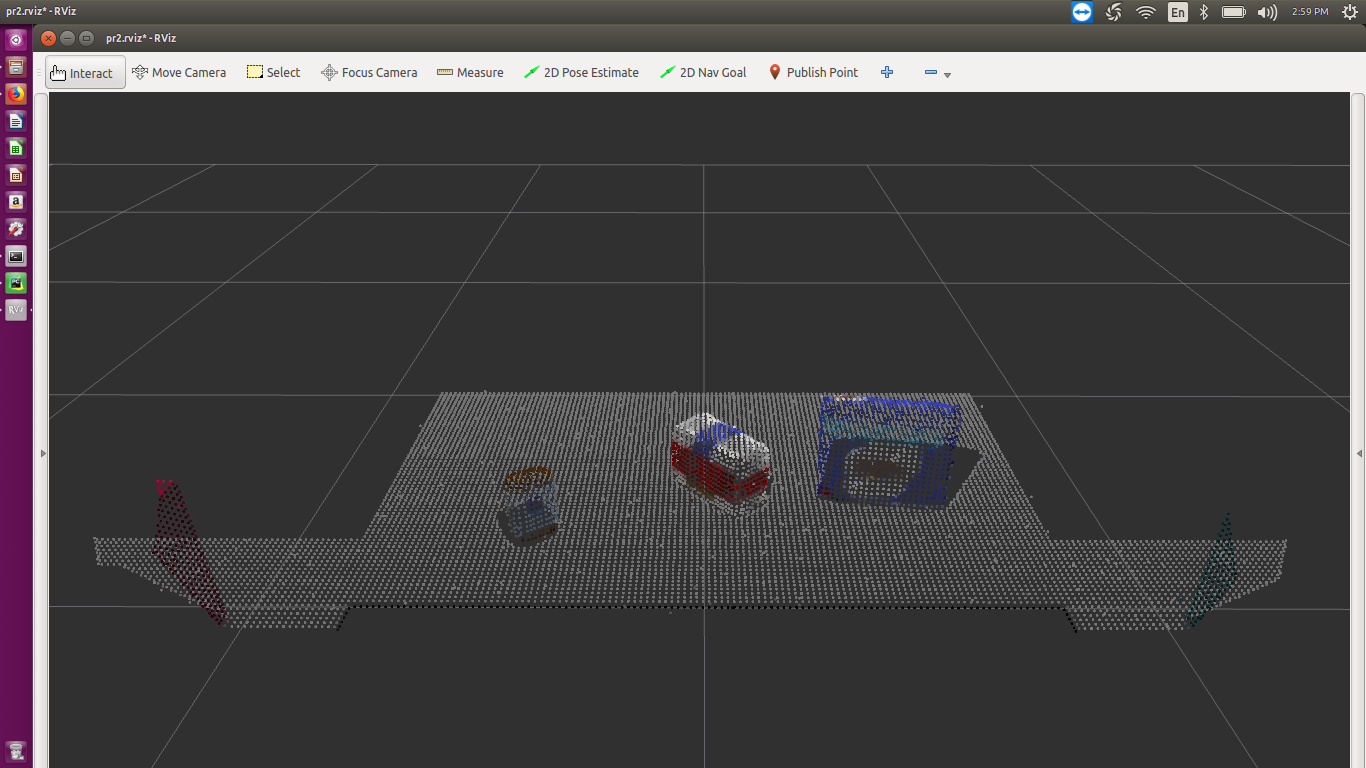 pr2.rviz* - RViz
En
2:59 PM
pr2.rviz* - RViz
Interact
Move Camera
Select
Focus Camera
Measure
2D Pose Estimate
2D Nav Goal
Publish Point
a
RViz